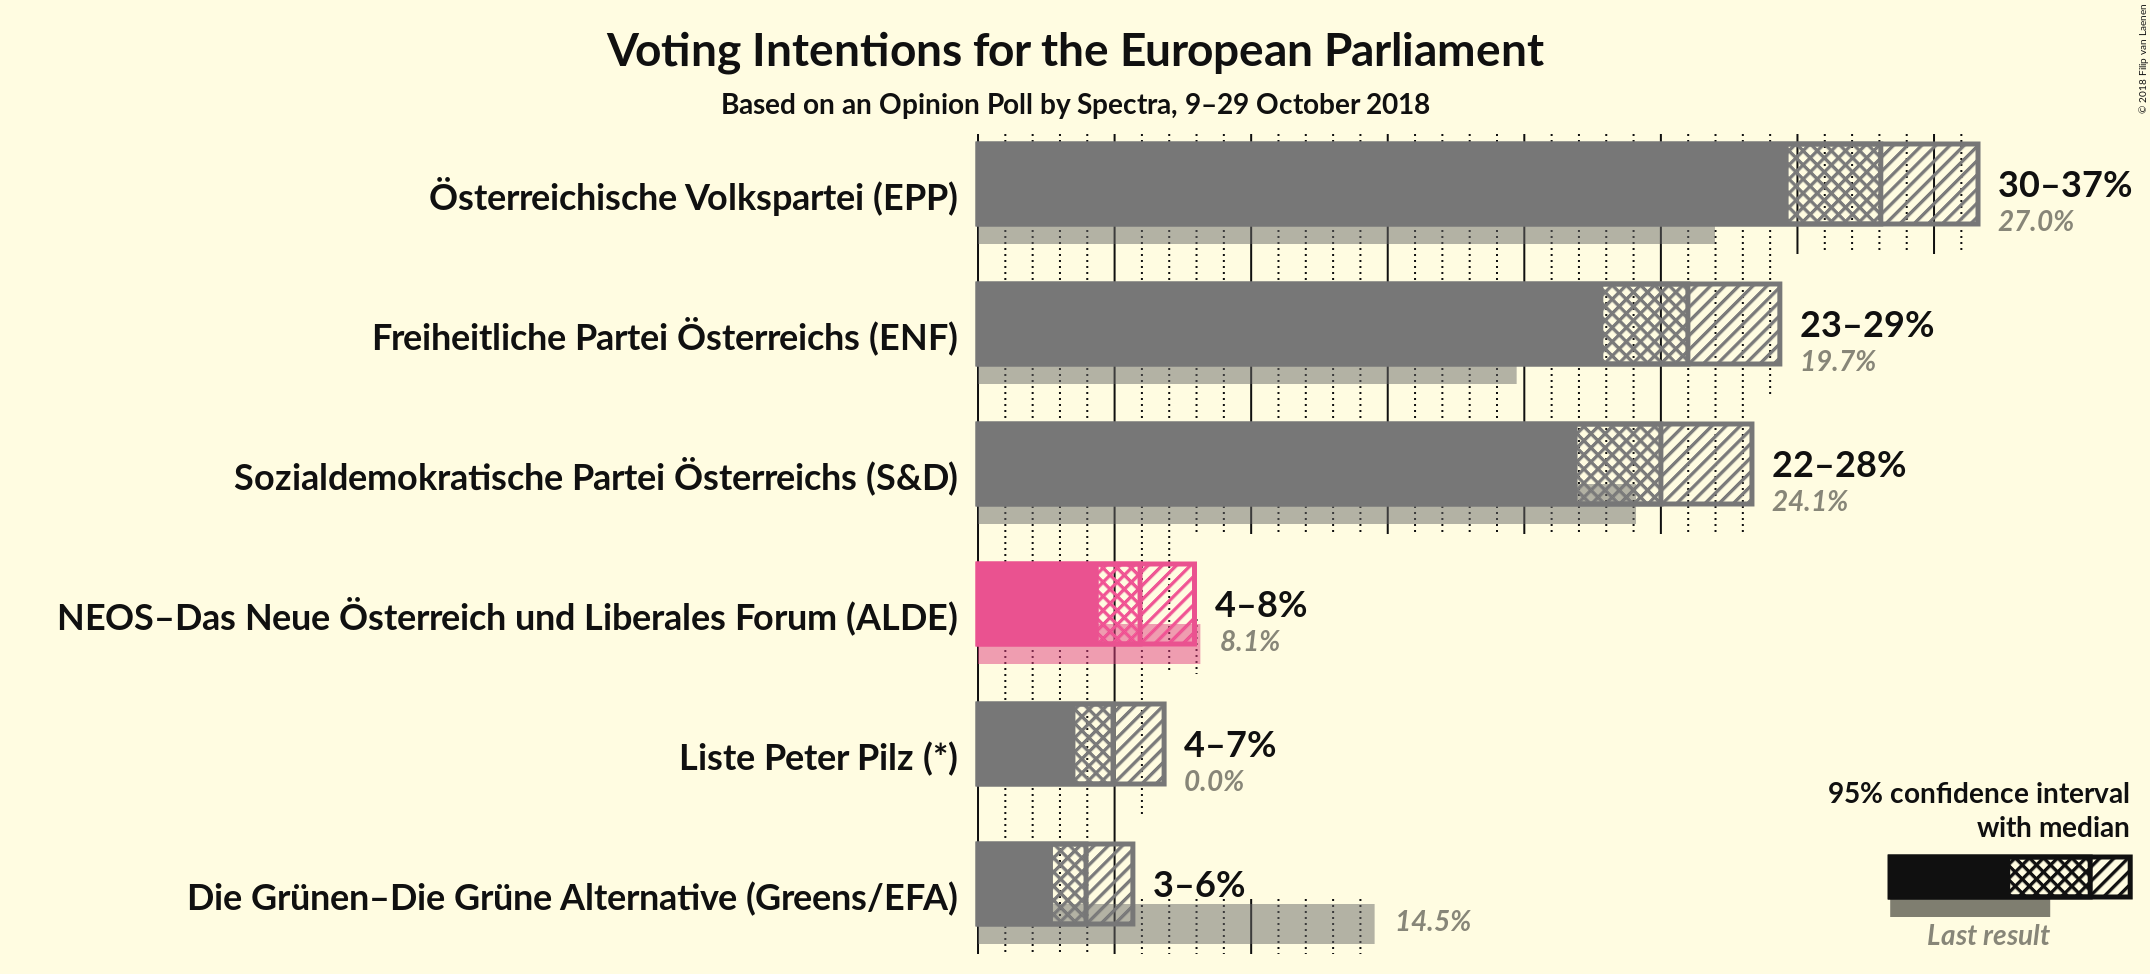 Voting Intentions for the European Parliament
Based on an Opinion Poll by Spectra, 9–29 October 2018
© 2018 Filip van Laenen
Österreichische Volkspartei (EPP)
30–37%
27.0%
Freiheitliche Partei Österreichs (ENF)
23–29%
19.7%
Sozialdemokratische Partei Österreichs (S&D)
22–28%
24.1%
NEOS–Das Neue Österreich und Liberales Forum (ALDE)
4–8%
8.1%
Liste Peter Pilz (*)
4–7%
0.0%
Die Grünen–Die Grüne Alternative (Greens/EFA)
3–6%
14.5%
95% confidence interval
with median
Last result